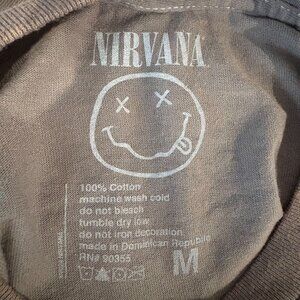 NIRVANA
100% Cotton
machine wash cold
do not bleach
tumble dry low
do not iron decoration
made in Dominican Republic
RN# 90355
M